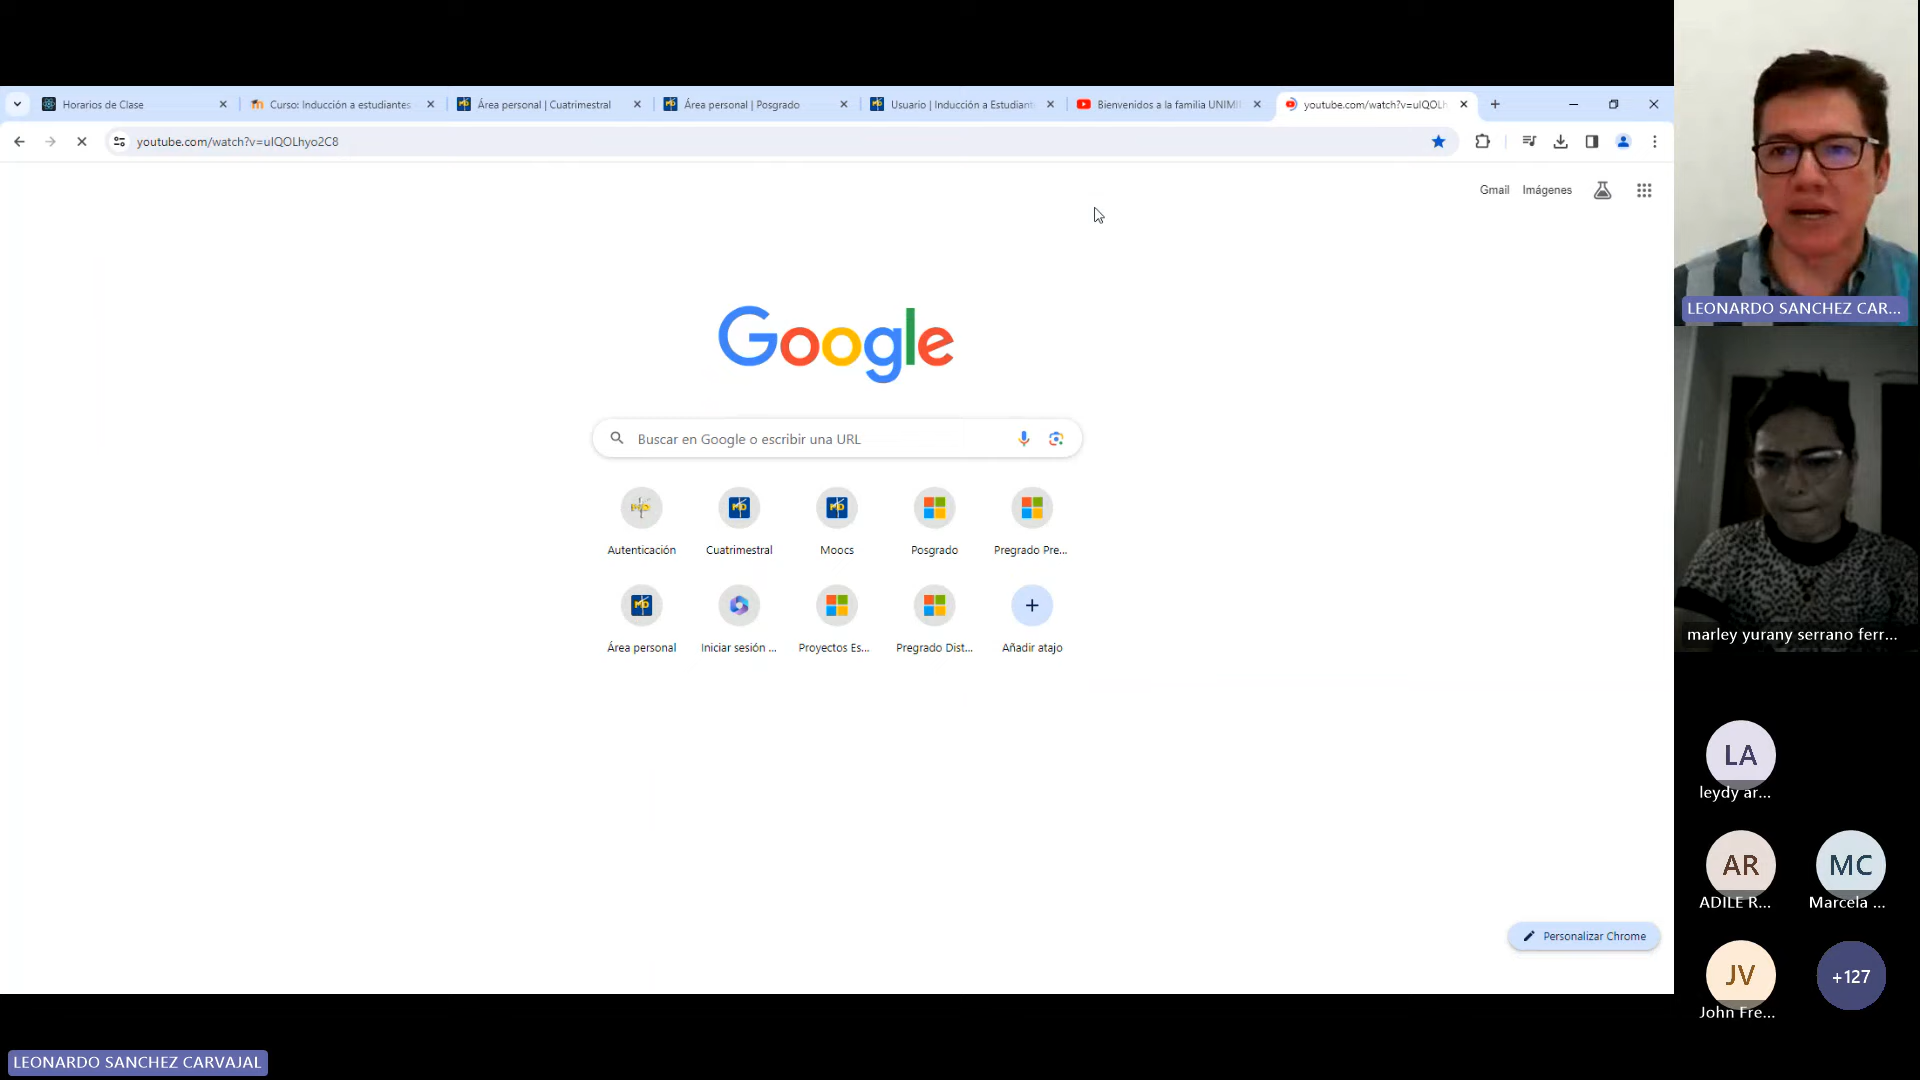 Horarios de Clase
Curso: Inducción a estudiantes
Área personal | Cuatrimestral
Área personal | Posgrado
Usuario | Inducción a Estudian
Bienvenidos a la familia UNIMI
youtube.com/watch?v=uIQOLh
youtube.com/watch?v=uIQOLhyo2C8
Gmail Imágenes
Google
Buscar en Google o escribir una URL
Autenticación
Cuatrimestral
Moocs
Posgrado
Pregrado Pre...
Área personal
Iniciar sesión ...
Proyectos Es...
Pregrado Dist...
Añadir atajo
Personalizar Chrome
LEONARDO SANCHEZ CAR...
marley yurany serrano ferr...
LA
leydy ar...
AR
ADILE R...
MC
Marcela ...
JV
John Fre...
+127
LEONARDO SANCHEZ CARVAJAL